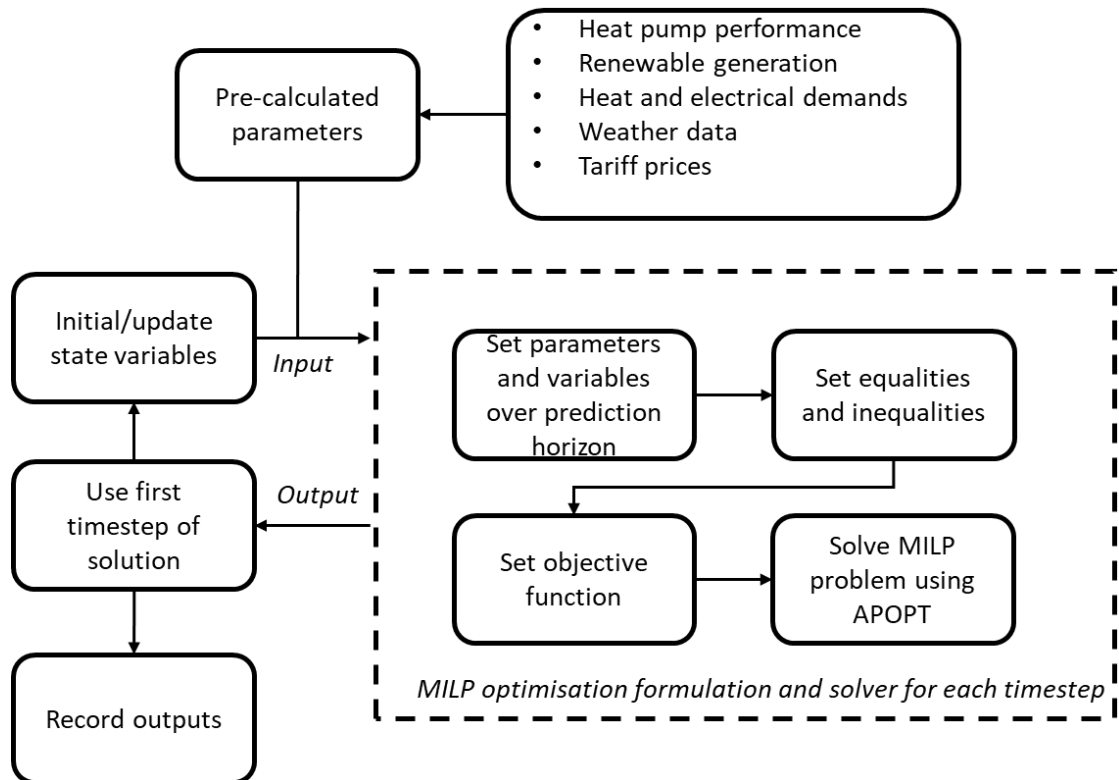 • Heat pump performance
• Renewable generation
• Heat and electrical demands
• Weather data
• Tariff prices
Pre-calculated
parameters
Initial/update
state variables
Input
Set parameters
and variables
over prediction
horizon
Set equalities
and inequalities
Use first
timestep of
solution
Output
Set objective
function
Solve MILP
problem using
APOPT
MILP optimisation formulation and solver for each timestep
Record outputs